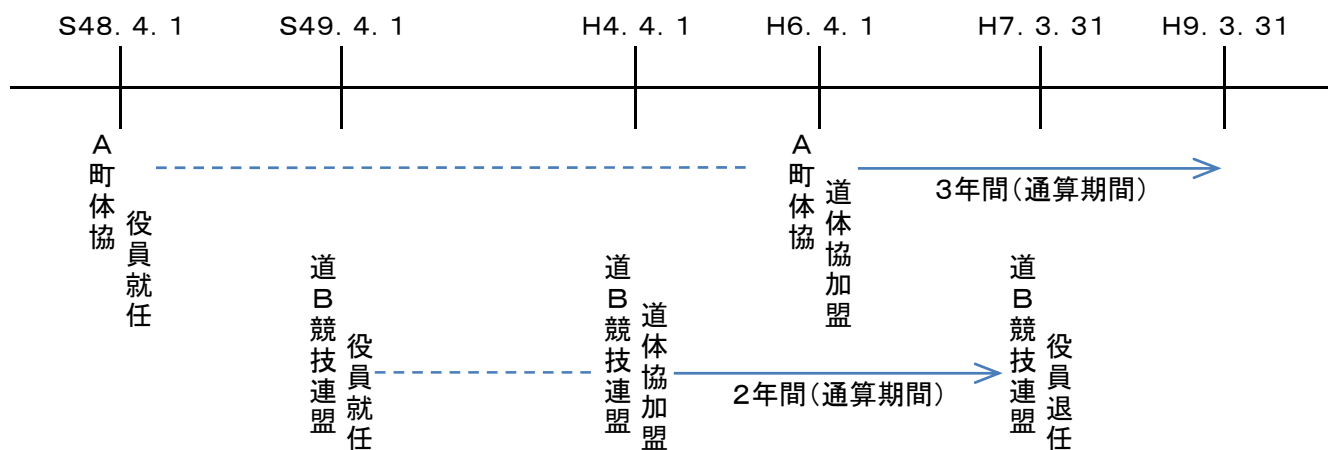 S48.4.1 S49.4.1 H4.4.1 H6.4.1 H7.3.31 H9.3.31
A町体協
役員就任
A町体協
道体協加盟
3年間(通算期間)
道B競技連盟
役員就任
道B競技連盟
道体協加盟
2年間(通算期間)
道B競技連盟
役員退任